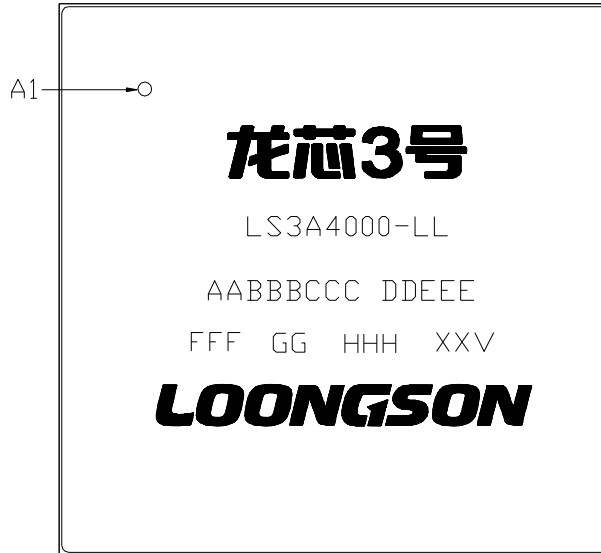 A1
龙芯3号
LS3A4000-LL
AABBBCCC DDEEE
FFF GG HHH XXV
LOONGSON